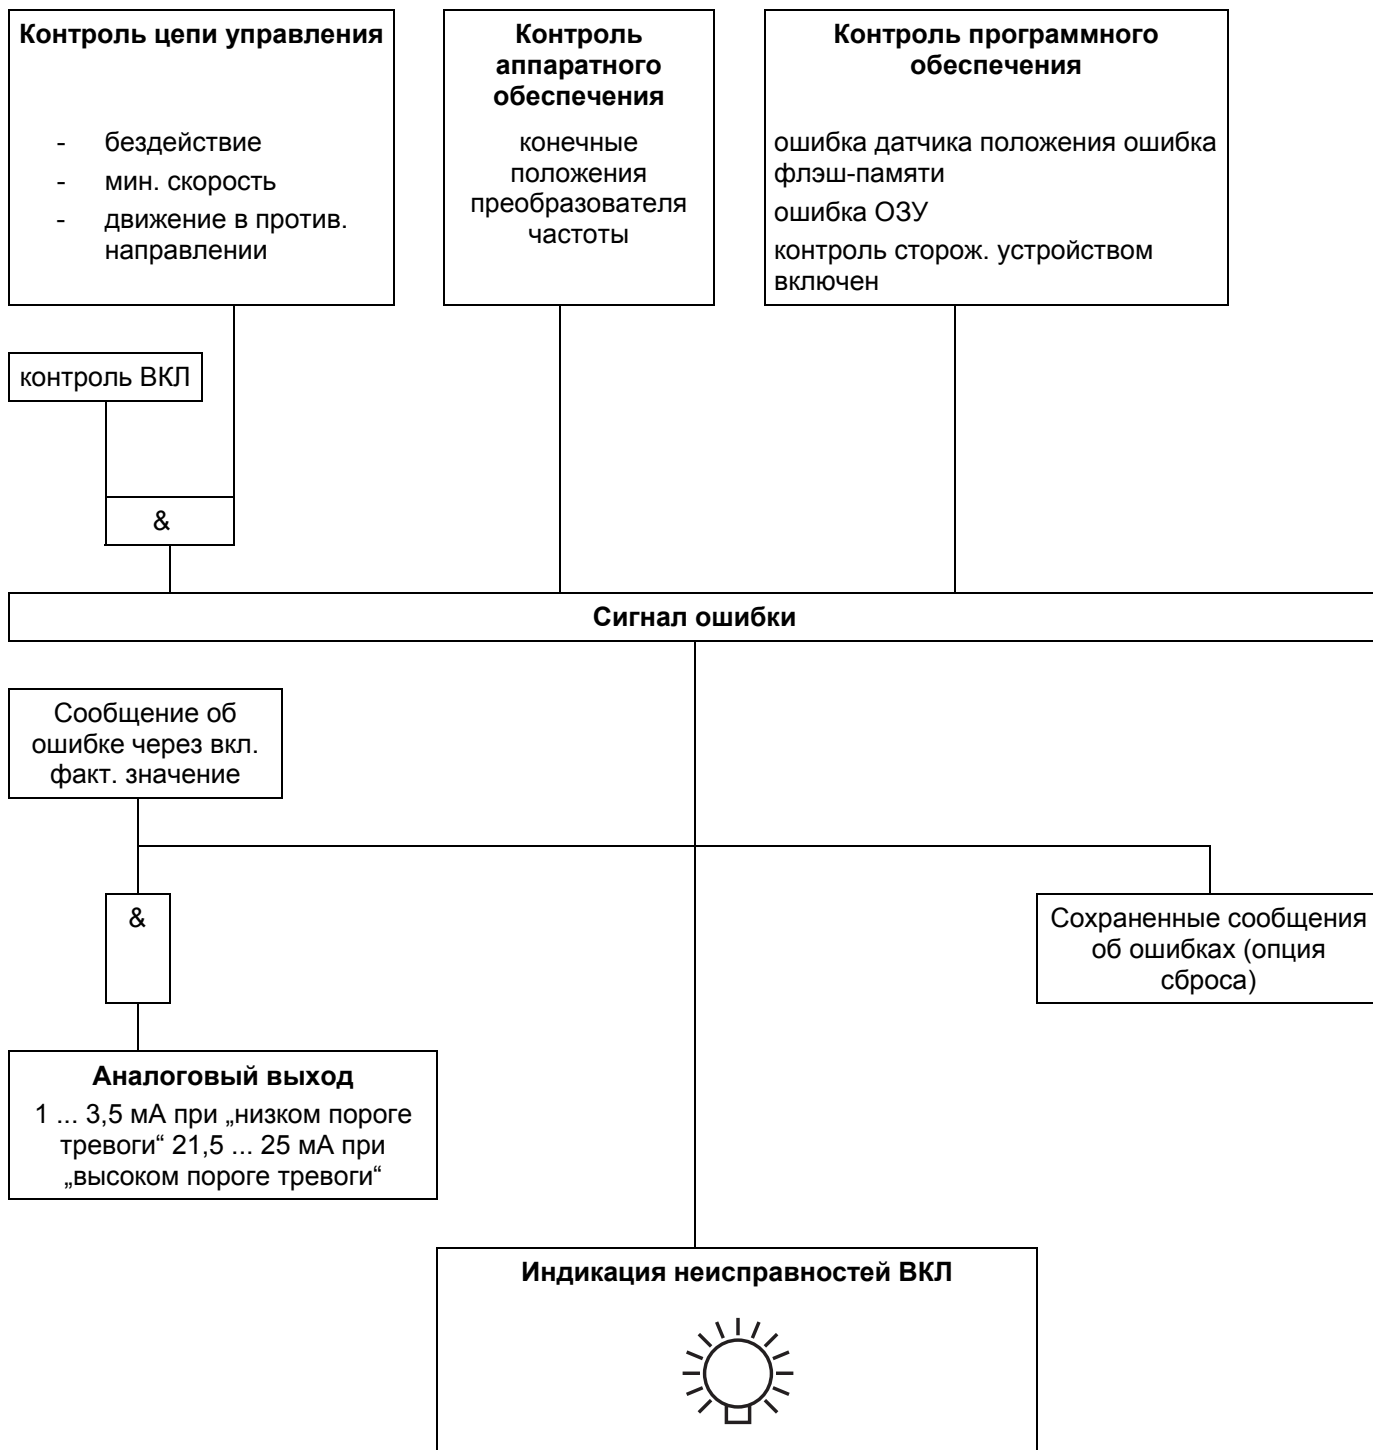 Контроль цепи управления
- бездействие
- мин. скорость
- движение в против.
направлении
Контроль
аппаратного
обеспечения
конечные
положения
преобразователя
частоты
Контроль программного
обеспечения
ошибка датчика положения ошибка
флэш-памяти
ошибка ОЗУ
контроль сторож. устройством
включен
контроль ВКЛ
&
Сигнал ошибки
Сообщение об
ошибке через вкл.
факт. значение
&
Сохраненные сообщения
об ошибках (опция
сброса)
Аналоговый выход
1 ... 3,5 мА при „низком пороге
тревоги“ 21,5 ... 25 мА при
„высоком пороге тревоги“
Индикация неисправностей ВКЛ